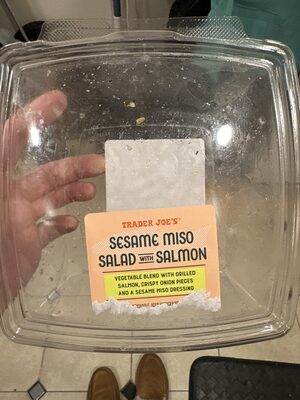 TRADER JOE'S
SESAME MISO
SALAD WITH SALMON
VEGETABLE BLEND WITH GRILLED
SALMON, CRISPY ONION PIECES
AND A SESAME MISO DRESSING